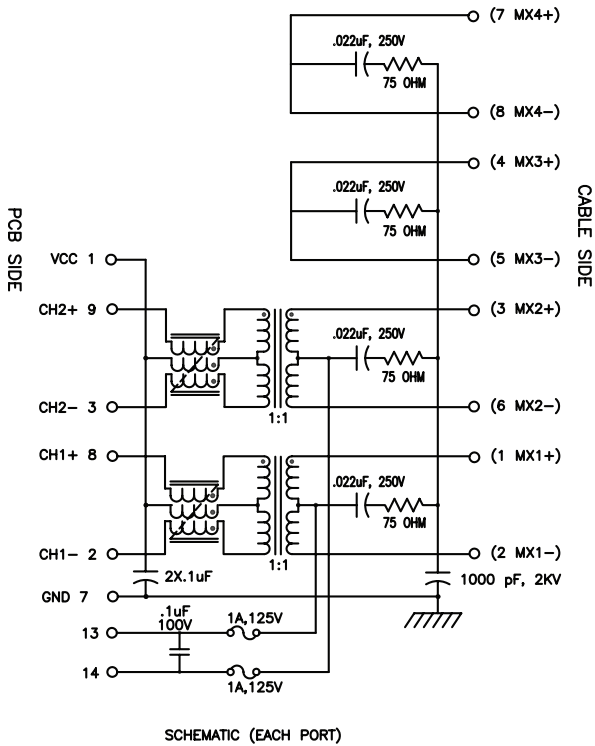 (7 MX4+)
.022uF, 250V
75 OHM
(8 MX4-)
(4 MX3+)
.022uF, 250V
75 OHM
(5 MX3-)
PCB SIDE
CABLE SIDE
VCC 1
CH2+ 9
(3 MX2+)
.022uF, 250V
75 OHM
CH2- 3
(6 MX2-)
1:1
CH1+ 8
(1 MX1+)
.022uF, 250V
75 OHM
CH1- 2
(2 MX1-)
1:1
2X.1uF
1000 pF, 2KV
GND 7
.1uF
100V
1A,125V
13
14
1A,125V
SCHEMATIC (EACH PORT)